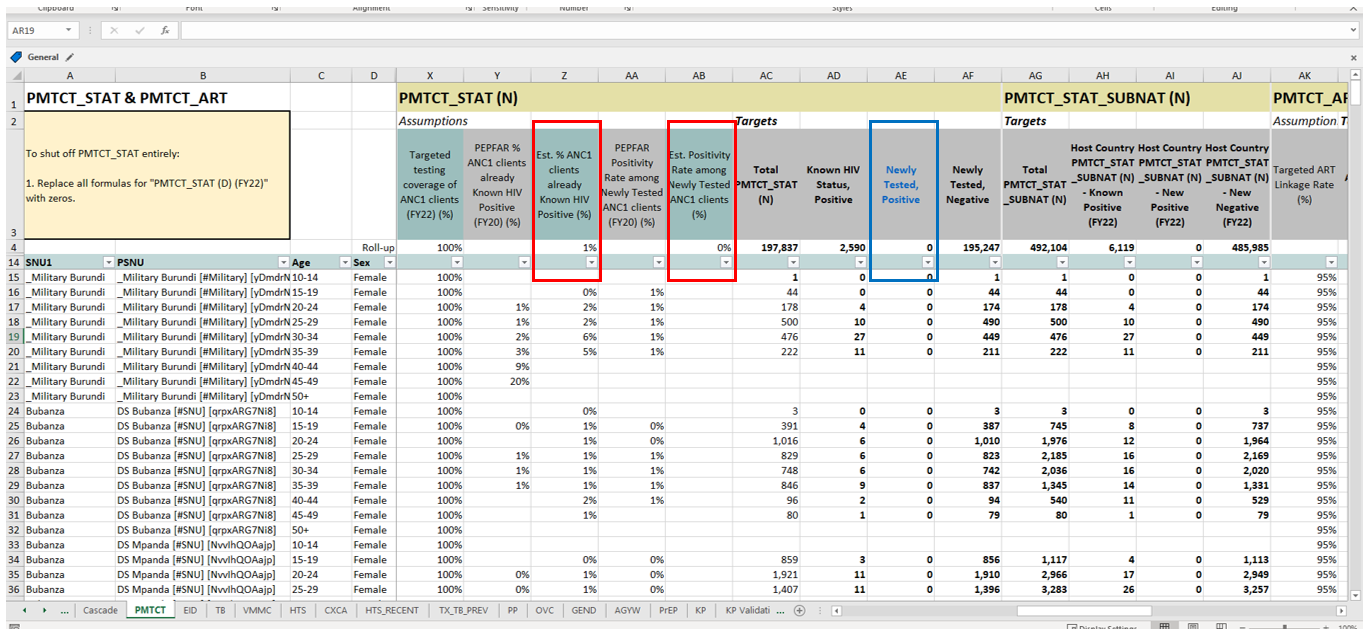 Clipboard Font Alignment Sensitivity Number Styles Cells Editing
AR19 fx
General
A B C D X Y Z AA AB AC AD AE AF AG AH AI AJ AK
1 PMTCT_STAT & PMTCT_ART PMTCT_STAT (N) PMTCT_STAT_SUBNAT (N) PMTCT_AR
2 Assumptions Targets Targets Assumption T
To shut off PMTCT_STAT entirely:
1. Replace all formulas for "PMTCT_STAT (D) (FY22)"
with zeros.
3
Targeted
testing
coverage of
ANC1 clients
(FY22) (%)
PEPFAR %
ANC1 clients
already
Known HIV
Positive
(FY20) (%)
Est. % ANC1
clients
already
Known HIV
Positive (%)
PEPFAR
Positivity
Rate among
Newly Tested
ANC1 clients
(FY20) (%)
Est. Positivity
Rate among
Newly Tested
ANC1 clients
(%)
Total
PMTCT_STAT
(N)
Known HIV
Status,
Positive
Newly
Tested,
Positive
Newly
Tested,
Negative
Total
PMTCT_STAT
_SUBNAT (N)
Host Country
PMTCT_STAT
_SUBNAT (N)
- Known
Positive
(FY22)
Host Country
PMTCT_STAT
_SUBNAT (N)
- New
Positive
(FY22)
Host Country
PMTCT_STAT
_SUBNAT (N)
- New
Negative
(FY22)
Targeted ART
Linkage Rate
(%)
4 Roll-up 100% 1% 0% 197,837 2,590 0 195,247 492,104 6,119 0 485,985
14 SNU1 PSNU Age Sex
15 _Military Burundi _Military Burundi [#Military] [yDmdrN 10-14 Female 100% 1 0 0 1 1 0 0 1 95%
16 _Military Burundi _Military Burundi [#Military] [yDmdrN 15-19 Female 100% 0% 1% 44 0 0 44 44 0 0 44 95%
17 _Military Burundi _Military Burundi [#Military] [yDmdrN 20-24 Female 100% 1% 2% 1% 178 4 0 174 178 4 0 174 95%
18 _Military Burundi _Military Burundi [#Military] [yDmdrN 25-29 Female 100% 1% 2% 1% 500 10 0 490 500 10 0 490 95%
19 _Military Burundi _Military Burundi [#Military] [yDmdrN 30-34 Female 100% 2% 6% 1% 476 27 0 449 476 27 0 449 95%
20 _Military Burundi _Military Burundi [#Military] [yDmdrN 35-39 Female 100% 3% 5% 1% 222 11 0 211 222 11 0 211 95%
21 _Military Burundi _Military Burundi [#Military] [yDmdrN 40-44 Female 100% 9% 95%
22 _Military Burundi _Military Burundi [#Military] [yDmdrN 45-49 Female 100% 20% 95%
23 _Military Burundi _Military Burundi [#Military] [yDmdrN 50+ Female 100% 95%
24 Bubanza DS Bubanza [#SNU] [qrpxARG7Ni8] 10-14 Female 100% 0% 3 0 0 3 3 0 0 3 95%
25 Bubanza DS Bubanza [#SNU] [qrpxARG7Ni8] 15-19 Female 100% 0% 1% 0% 391 4 0 387 745 8 0 737 95%
26 Bubanza DS Bubanza [#SNU] [qrpxARG7Ni8] 20-24 Female 100% 1% 0% 1,016 6 0 1,010 1,976 12 0 1,964 95%
27 Bubanza DS Bubanza [#SNU] [qrpxARG7Ni8] 25-29 Female 100% 1% 1% 0% 829 6 0 823 2,185 16 0 2,169 95%
28 Bubanza DS Bubanza [#SNU] [qrpxARG7Ni8] 30-34 Female 100% 1% 1% 1% 748 6 0 742 2,036 16 0 2,020 95%
29 Bubanza DS Bubanza [#SNU] [qrpxARG7Ni8] 35-39 Female 100% 1% 1% 1% 846 9 0 837 1,345 14 0 1,331 95%
30 Bubanza DS Bubanza [#SNU] [qrpxARG7Ni8] 40-44 Female 100% 2% 1% 96 2 0 94 540 11 0 529 95%
31 Bubanza DS Bubanza [#SNU] [qrpxARG7Ni8] 45-49 Female 100% 1% 80 1 0 79 80 1 0 79 95%
32 Bubanza DS Bubanza [#SNU] [qrpxARG7Ni8] 50+ Female 100% 95%
33 Bubanza DS Mpanda [#SNU] [NvvIhQOAajp] 10-14 Female 100% 95%
34 Bubanza DS Mpanda [#SNU] [NvvIhQOAajp] 15-19 Female 100% 0% 0% 859 3 0 856 1,117 4 0 1,113 95%
35 Bubanza DS Mpanda [#SNU] [NvvIhQOAajp] 20-24 Female 100% 0% 1% 0% 1,921 11 0 1,910 2,966 17 0 2,949 95%
36 Bubanza DS Mpanda [#SNU] [NvvIhQOAajp] 25-29 Female 100% 0% 1% 0% 1,407 11 0 1,396 3,283 26 0 3,257 95%
... Cascade PMTCT EID TB VMMC HTS CXCA HTS_RECENT TX_TB_PREV PP OVC GEND AGYW PrEP KP KP Validati ...
Display Settings 100%